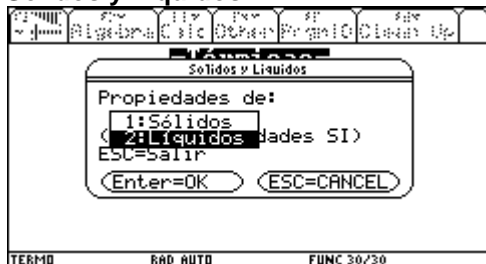 Algebra Calc Other PrgmIO Clean Up
Sólidos y Líquidos
Propiedades de:
1:Sólidos
2:Líquidos
dades SI)
ESC=Salir
Enter=OK
ESC=CANCEL
TERMO RAD AUTO FUNC 30/30